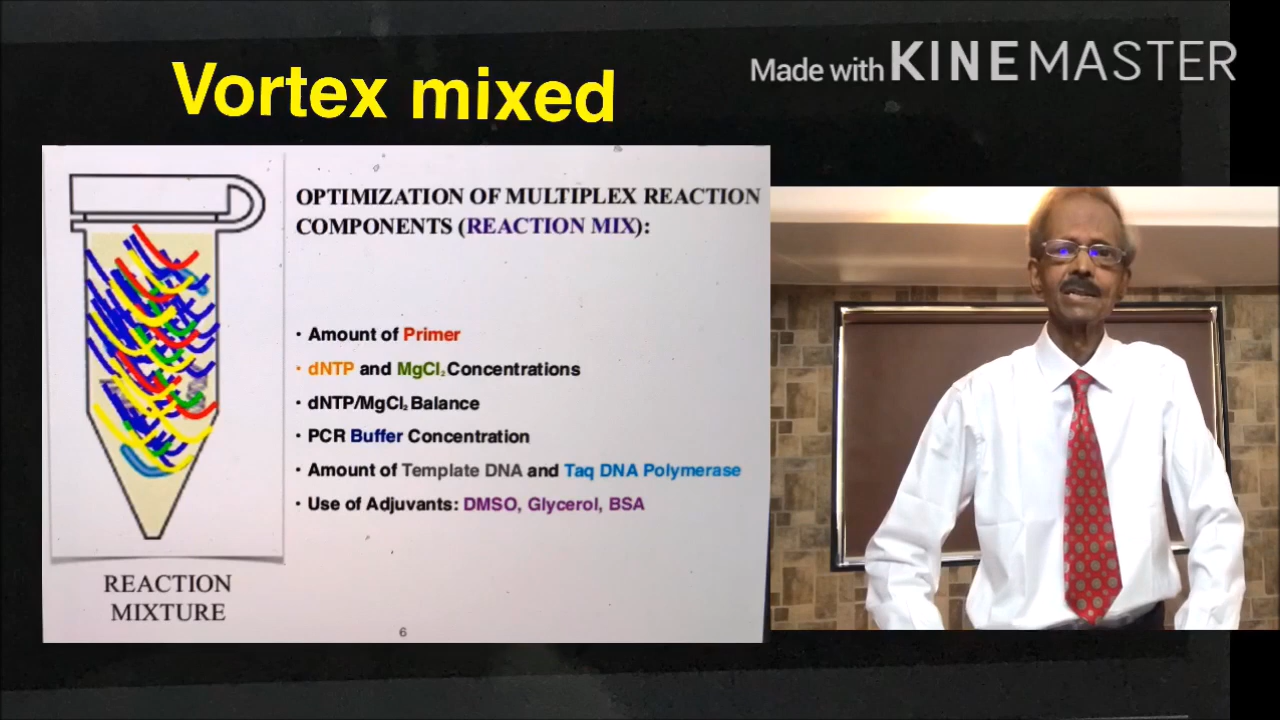 Vortex mixed
Made with KINEMASTER
OPTIMIZATION OF MULTIPLEX REACTION
COMPONENTS (REACTION MIX):
· Amount of Primer
· dNTP and MgCl₂ Concentrations
· dNTP/MgCl₂ Balance
· PCR Buffer Concentration
· Amount of Template DNA and Taq DNA Polymerase
· Use of Adjuvants: DMSO, Glycerol, BSA
REACTION
MIXTURE
6